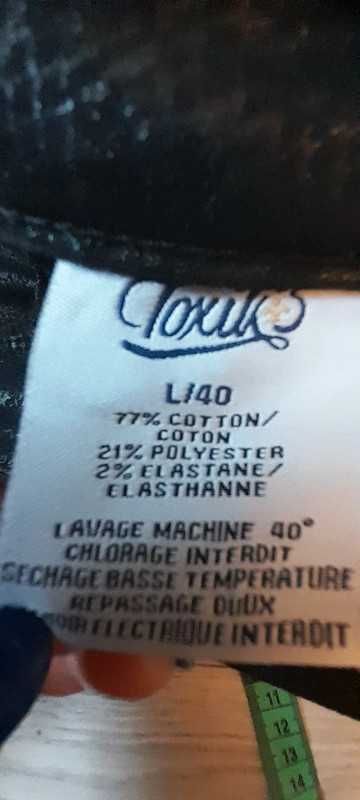 Toxik3
L/40
77% COTTON/
COTON
21% POLYESTER
2% ELASTANE/
ELASTHANNE
LAVAGE MACHINE 40°
CHLORAGE INTERDIT
SECHAGE BASSE TEMPERATURE
REPASSAGE DOUX
ELECTRIQUE INTERDIT
11
12
13
14